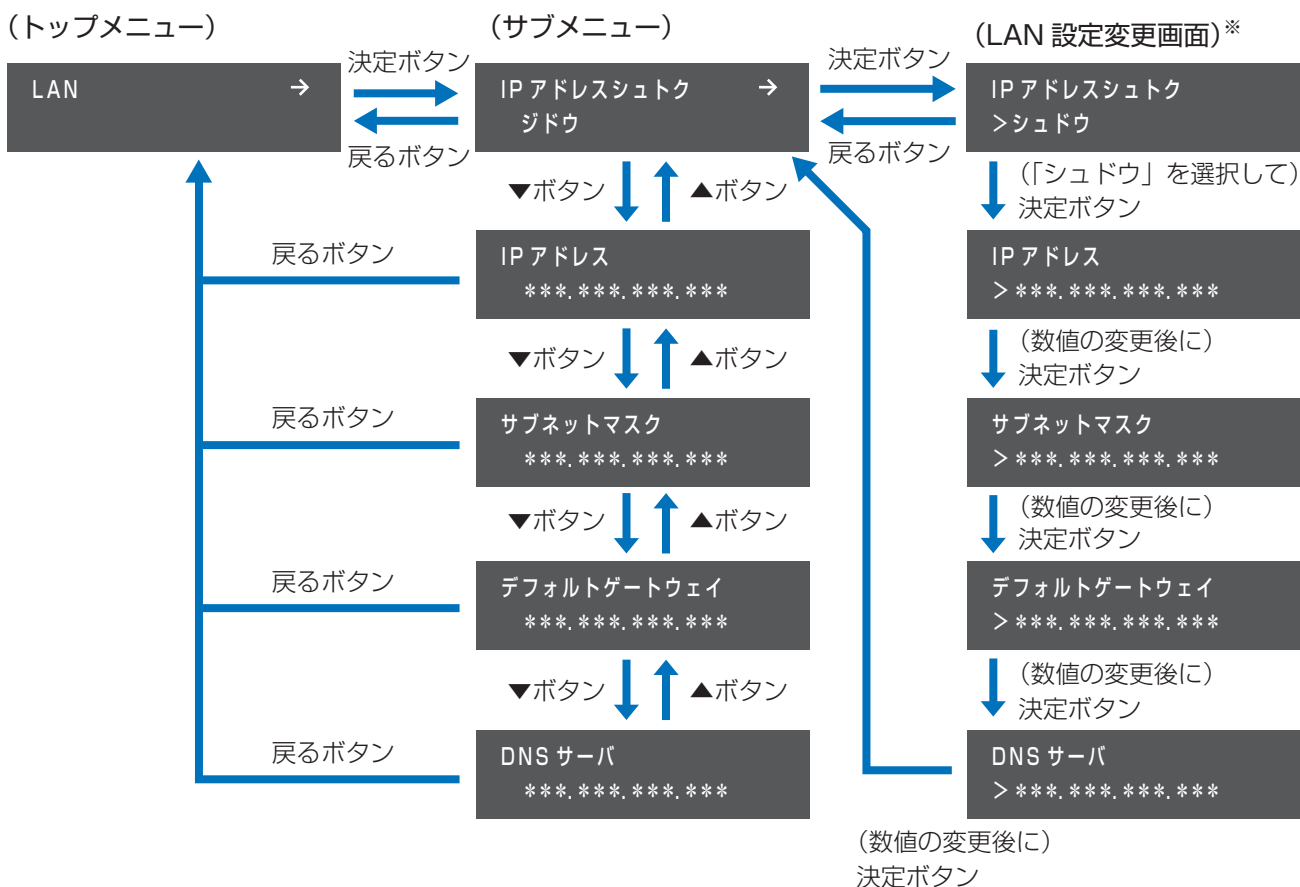 (トップメニュー)
(サブメニュー)
(LAN 設定変更画面)※
LAN →
決定ボタン
戻るボタン
IP アドレスシュトク →
ジドウ
決定ボタン
戻るボタン
IP アドレスシュトク
>シュドウ
▼ボタン
▲ボタン
(「シュドウ」を選択して)
決定ボタン
戻るボタン
IP アドレス
***.***.***.***
IP アドレス
>***.***.***.***
▼ボタン
▲ボタン
(数値の変更後に)
決定ボタン
戻るボタン
サブネットマスク
***.***.***.***
サブネットマスク
>***.***.***.***
▼ボタン
▲ボタン
(数値の変更後に)
決定ボタン
戻るボタン
デフォルトゲートウェイ
***.***.***.***
デフォルトゲートウェイ
>***.***.***.***
▼ボタン
▲ボタン
(数値の変更後に)
決定ボタン
戻るボタン
DNS サーバ
***.***.***.***
DNS サーバ
>***.***.***.***
(数値の変更後に)
決定ボタン